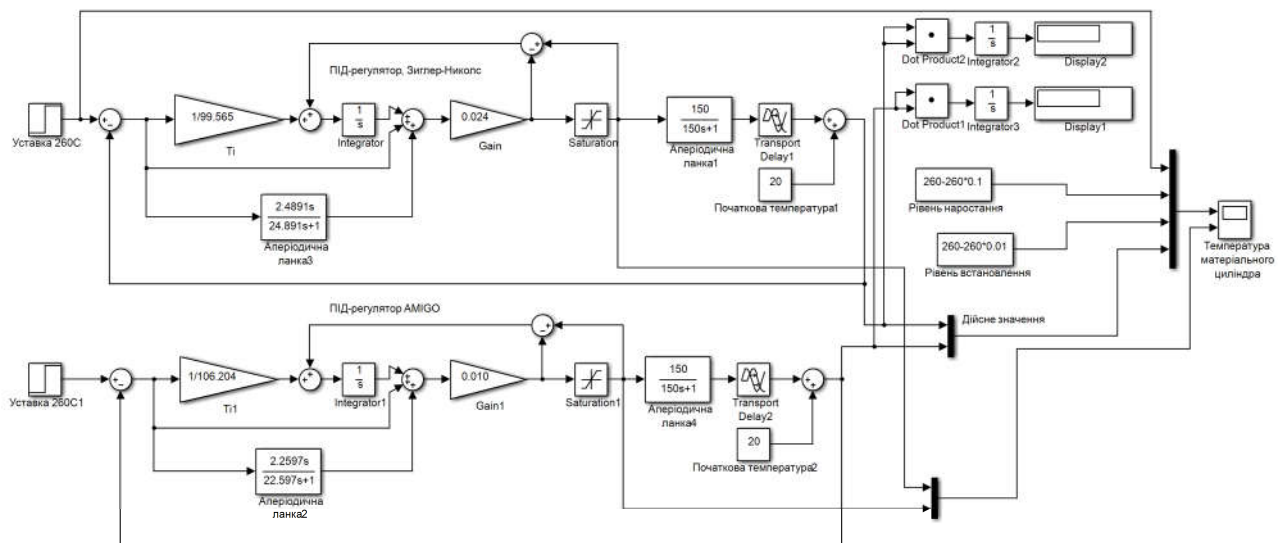 ПІД-регулятор, Зиглер-Николс
Уставка 260С
1/99.565
Ti
1
s
Integrator
0.024
Gain
Saturation
150
150s+1
Аперіодична
ланка1
Transport
Delay1
20
Початкова температура1
2.4891s
24.891s+1
Аперіодична
ланка3
Dot Product2
1
s
Integrator2
Display2
Dot Product1
1
s
Integrator3
Display1
260-260*0.1
Рівень наростання
260-260*0.01
Рівень встановлення
Температура
матеріального
циліндра
Дійсне значення
ПІД-регулятор AMIGO
Уставка 260С1
1/106.204
Ti1
1
s
Integrator1
0.010
Gain1
Saturation1
150
150s+1
Аперіодична
ланка4
Transport
Delay2
20
Початкова температура2
2.2597s
22.597s+1
Аперіодична
ланка2